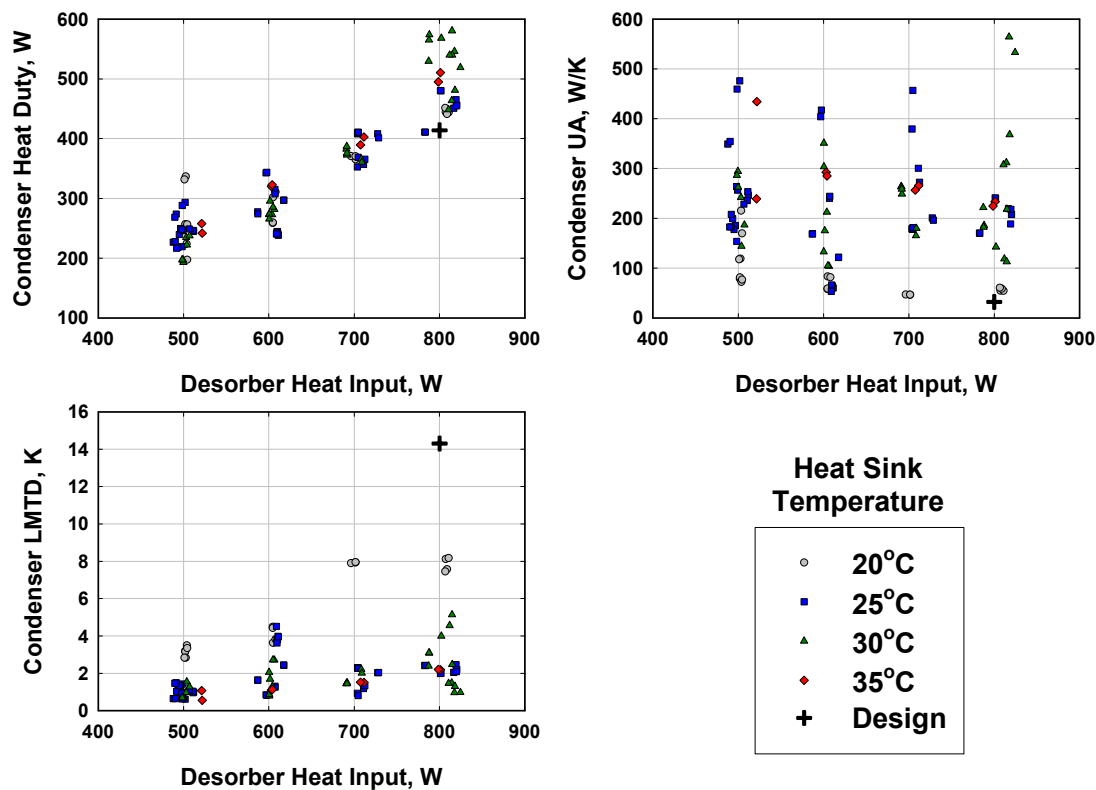 600
500
400
300
200
100
400 500 600 700 800 900
Condenser Heat Duty, W
Desorber Heat Input, W
600
500
400
300
200
100
0
400 500 600 700 800 900
Condenser UA, W/K
Desorber Heat Input, W
16
14
12
10
8
6
4
2
0
400 500 600 700 800 900
Condenser LMTD, K
Desorber Heat Input, W
Heat Sink
Temperature
20°C
25°C
30°C
35°C
Design